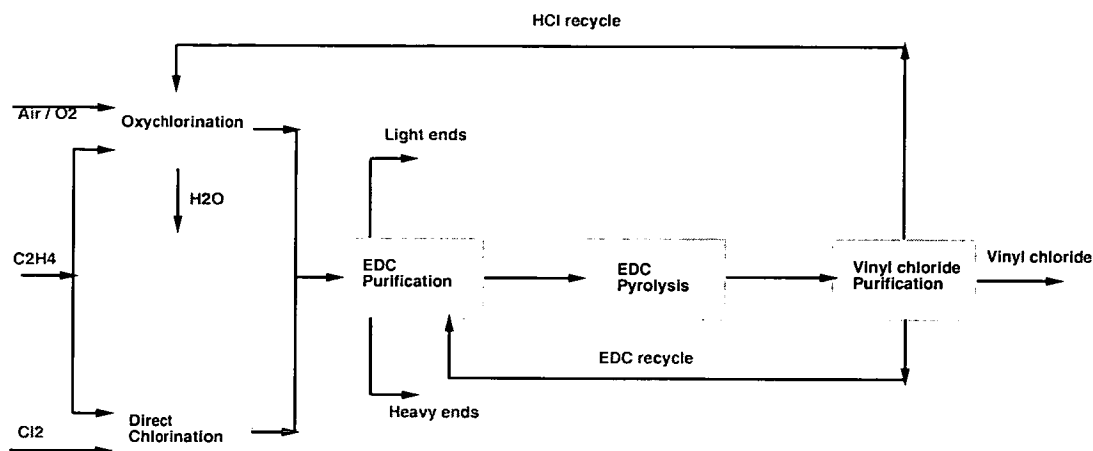 HCl recycle
Air / O2
Oxychlorination
Light ends
H2O
C2H4
EDC
Purification
EDC
Pyrolysis
Vinyl chloride
Purification
Vinyl chloride
EDC recycle
Heavy ends
Direct
Chlorination
Cl2